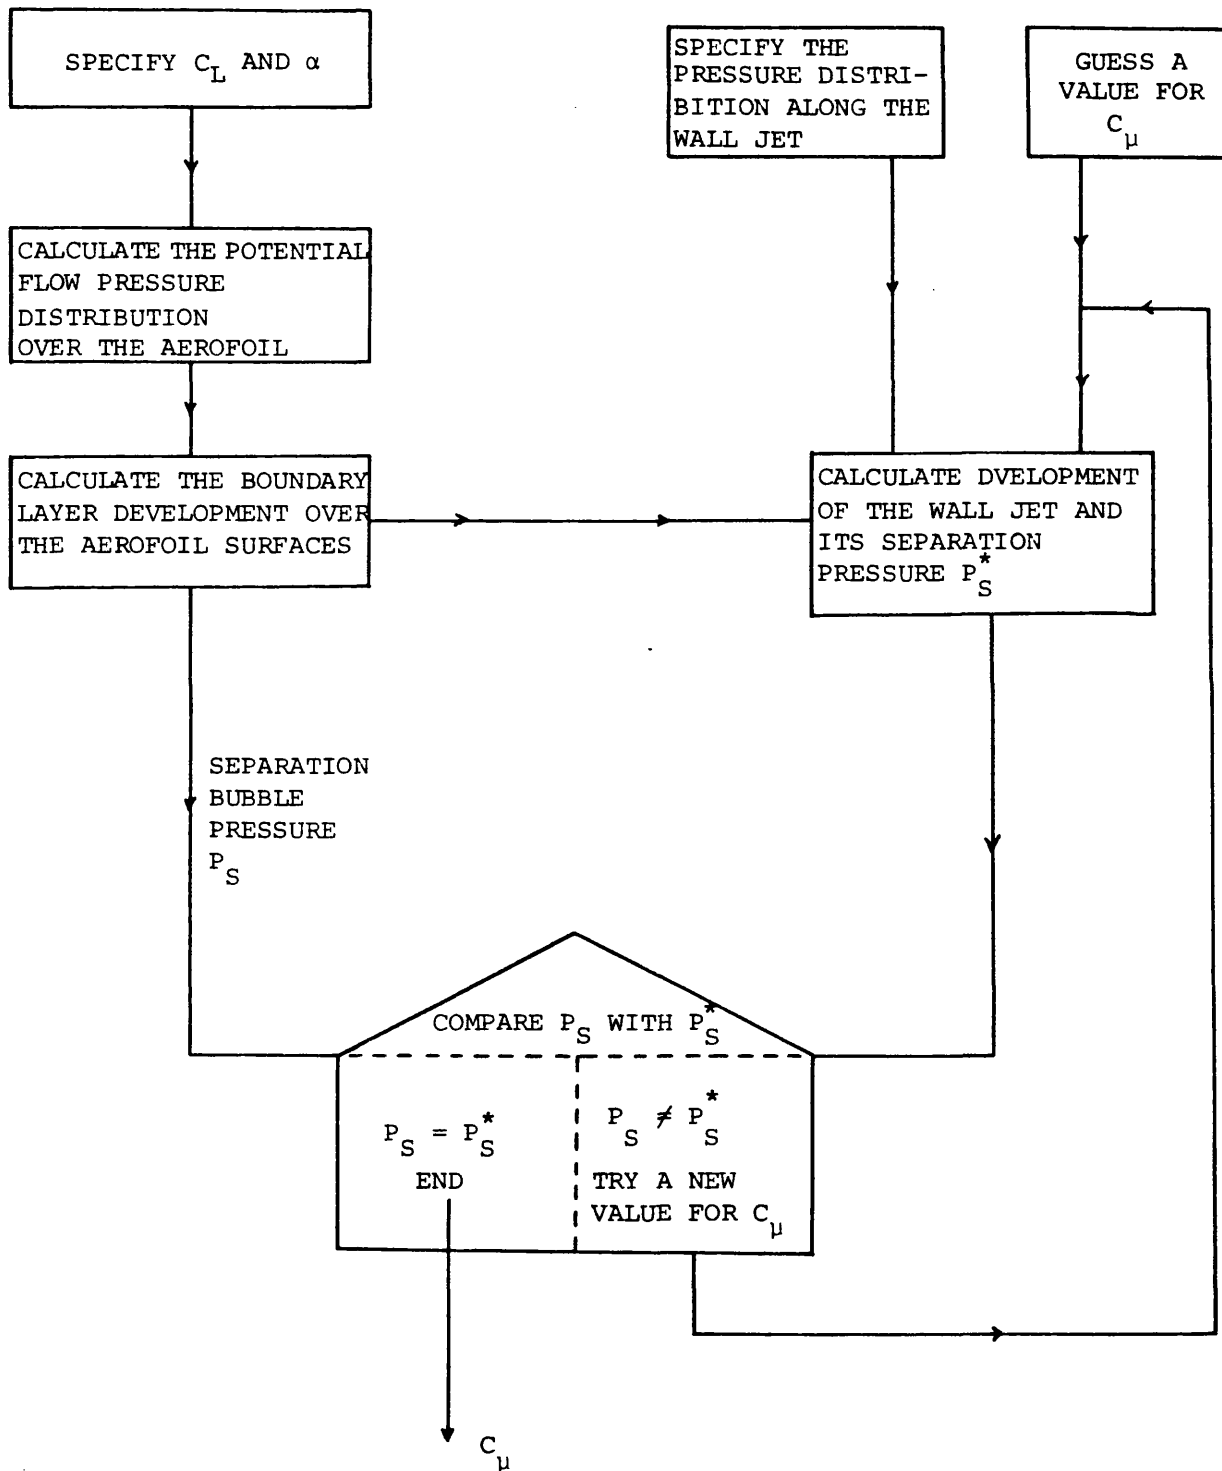 SPECIFY C_L AND α
SPECIFY THE
PRESSURE DISTRI-
BITION ALONG THE
WALL JET
GUESS A
VALUE FOR
C_μ
CALCULATE THE POTENTIAL
FLOW PRESSURE
DISTRIBUTION
OVER THE AEROFOIL
CALCULATE THE BOUNDARY
LAYER DEVELOPMENT OVER
THE AEROFOIL SURFACES
CALCULATE DVELOPMENT
OF THE WALL JET AND
ITS SEPARATION
PRESSURE P_S^*
SEPARATION
BUBBLE
PRESSURE
P_S
COMPARE P_S WITH P_S^*
P_S = P_S^*
END
P_S ≠ P_S^*
TRY A NEW
VALUE FOR C_μ
C_μ